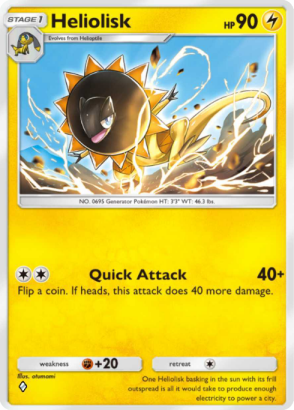 STAGE 1
Heliolisk
HP 90
Evolves from Helioptile
NO. 0695 Generator Pokémon HT: 3'3" WT: 46.3 lbs.
Quick Attack 40+
Flip a coin. If heads, this attack does 40 more damage.
weakness +20 retreat
Illus. otumami
One Heliolisk basking in the sun with its frill
outspread is all it would take to produce enough
electricity to power a city.